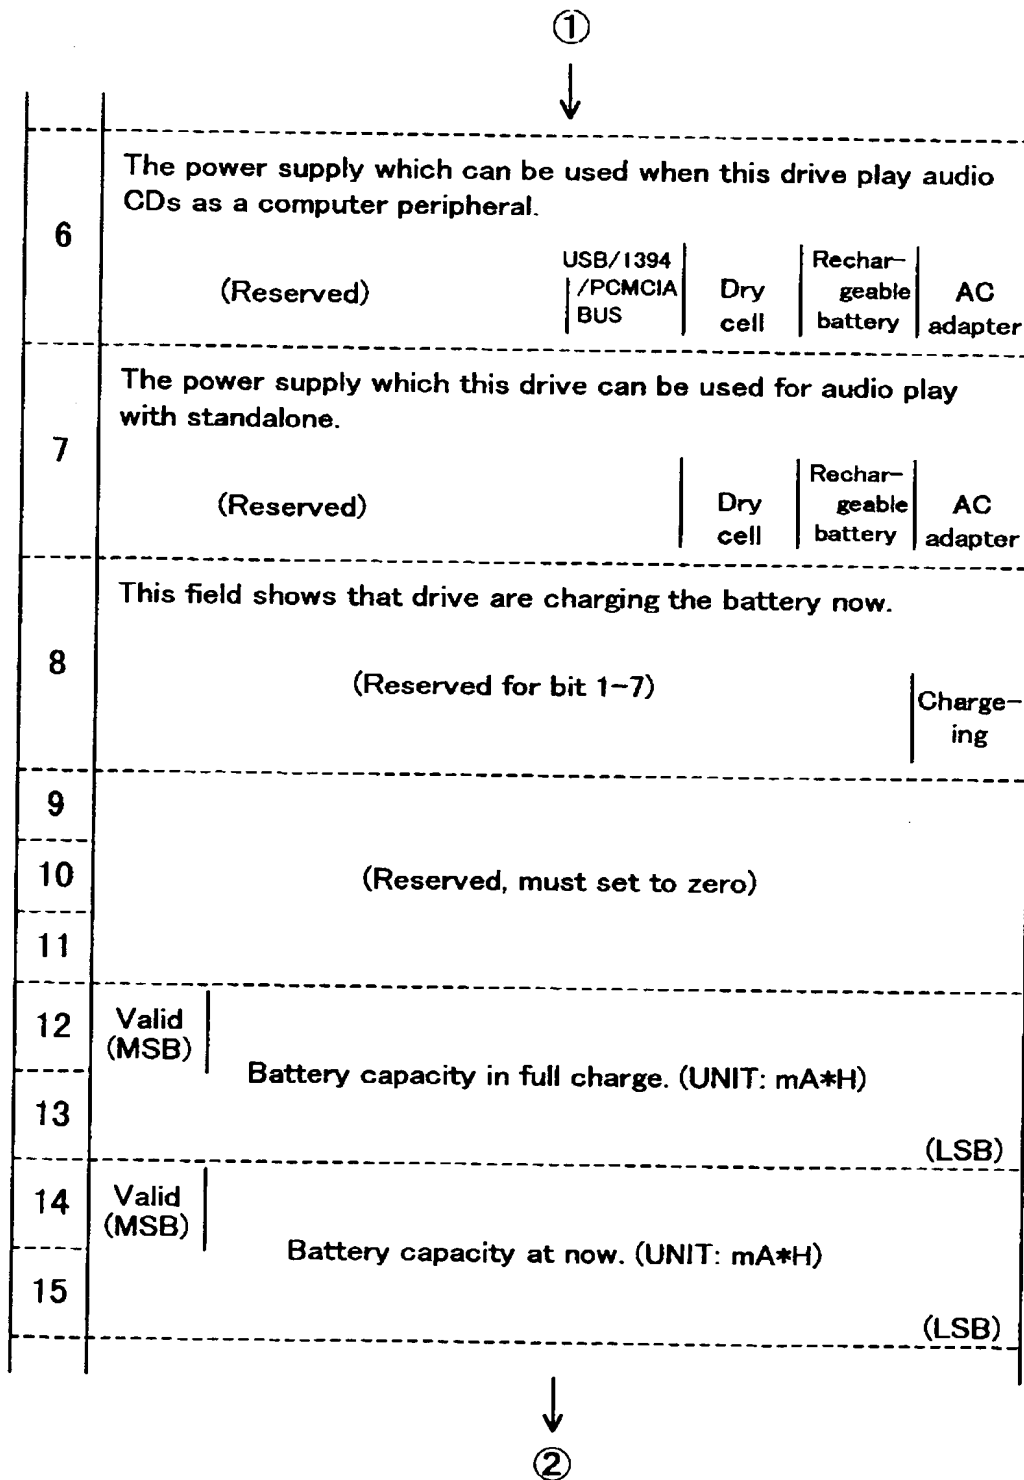 ①
The power supply which can be used when this drive play audio
CDs as a computer peripheral.
6
(Reserved)
USB/1394
/PCMCIA
BUS
Dry
cell
Rechar-
geable
battery
AC
adapter
The power supply which this drive can be used for audio play
with standalone.
7
(Reserved)
Dry
cell
Rechar-
geable
battery
AC
adapter
This field shows that drive are charging the battery now.
8
(Reserved for bit 1-7)
Charge-
ing
9
10
(Reserved, must set to zero)
11
12
Valid
(MSB)
Battery capacity in full charge. (UNIT: mA*H)
13
(LSB)
14
Valid
(MSB)
Battery capacity at now. (UNIT: mA*H)
15
(LSB)
②